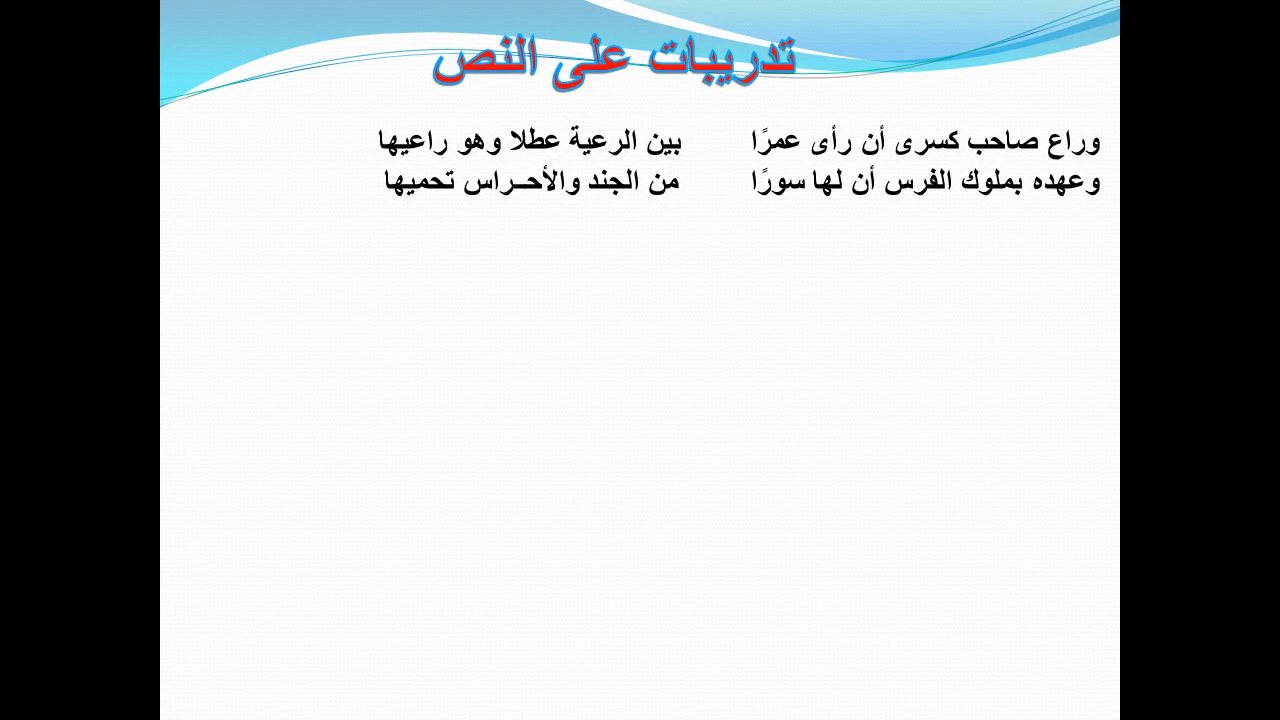 تدريبات على النص
وراع صاحب كسرى أن رأى عمرًا بين الرعية عطلا وهو راعيها
وعهده بملوك الفرس أن لها سورًا من الجند والأحــراس تحميها